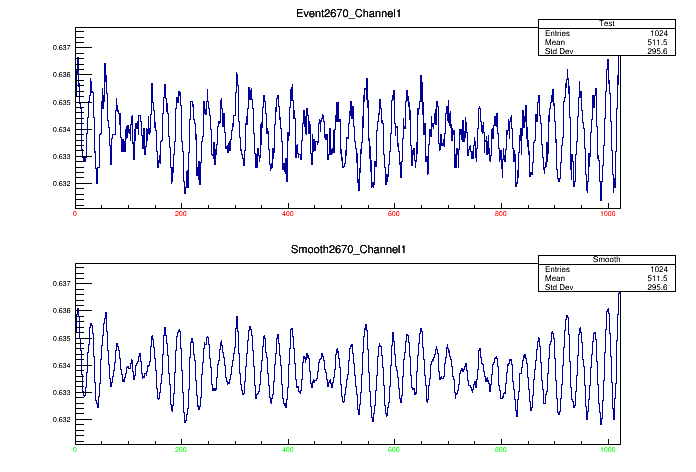 Event2670_Channel1
Test
Entries 1024
Mean 511.5
Std Dev 295.6
0.637
0.636
0.635
0.634
0.633
0.632
0 200 400 600 800 1000
Smooth2670_Channel1
Smooth
Entries 1024
Mean 511.5
Std Dev 295.6
0.637
0.636
0.635
0.634
0.633
0.632
0 200 400 600 800 1000